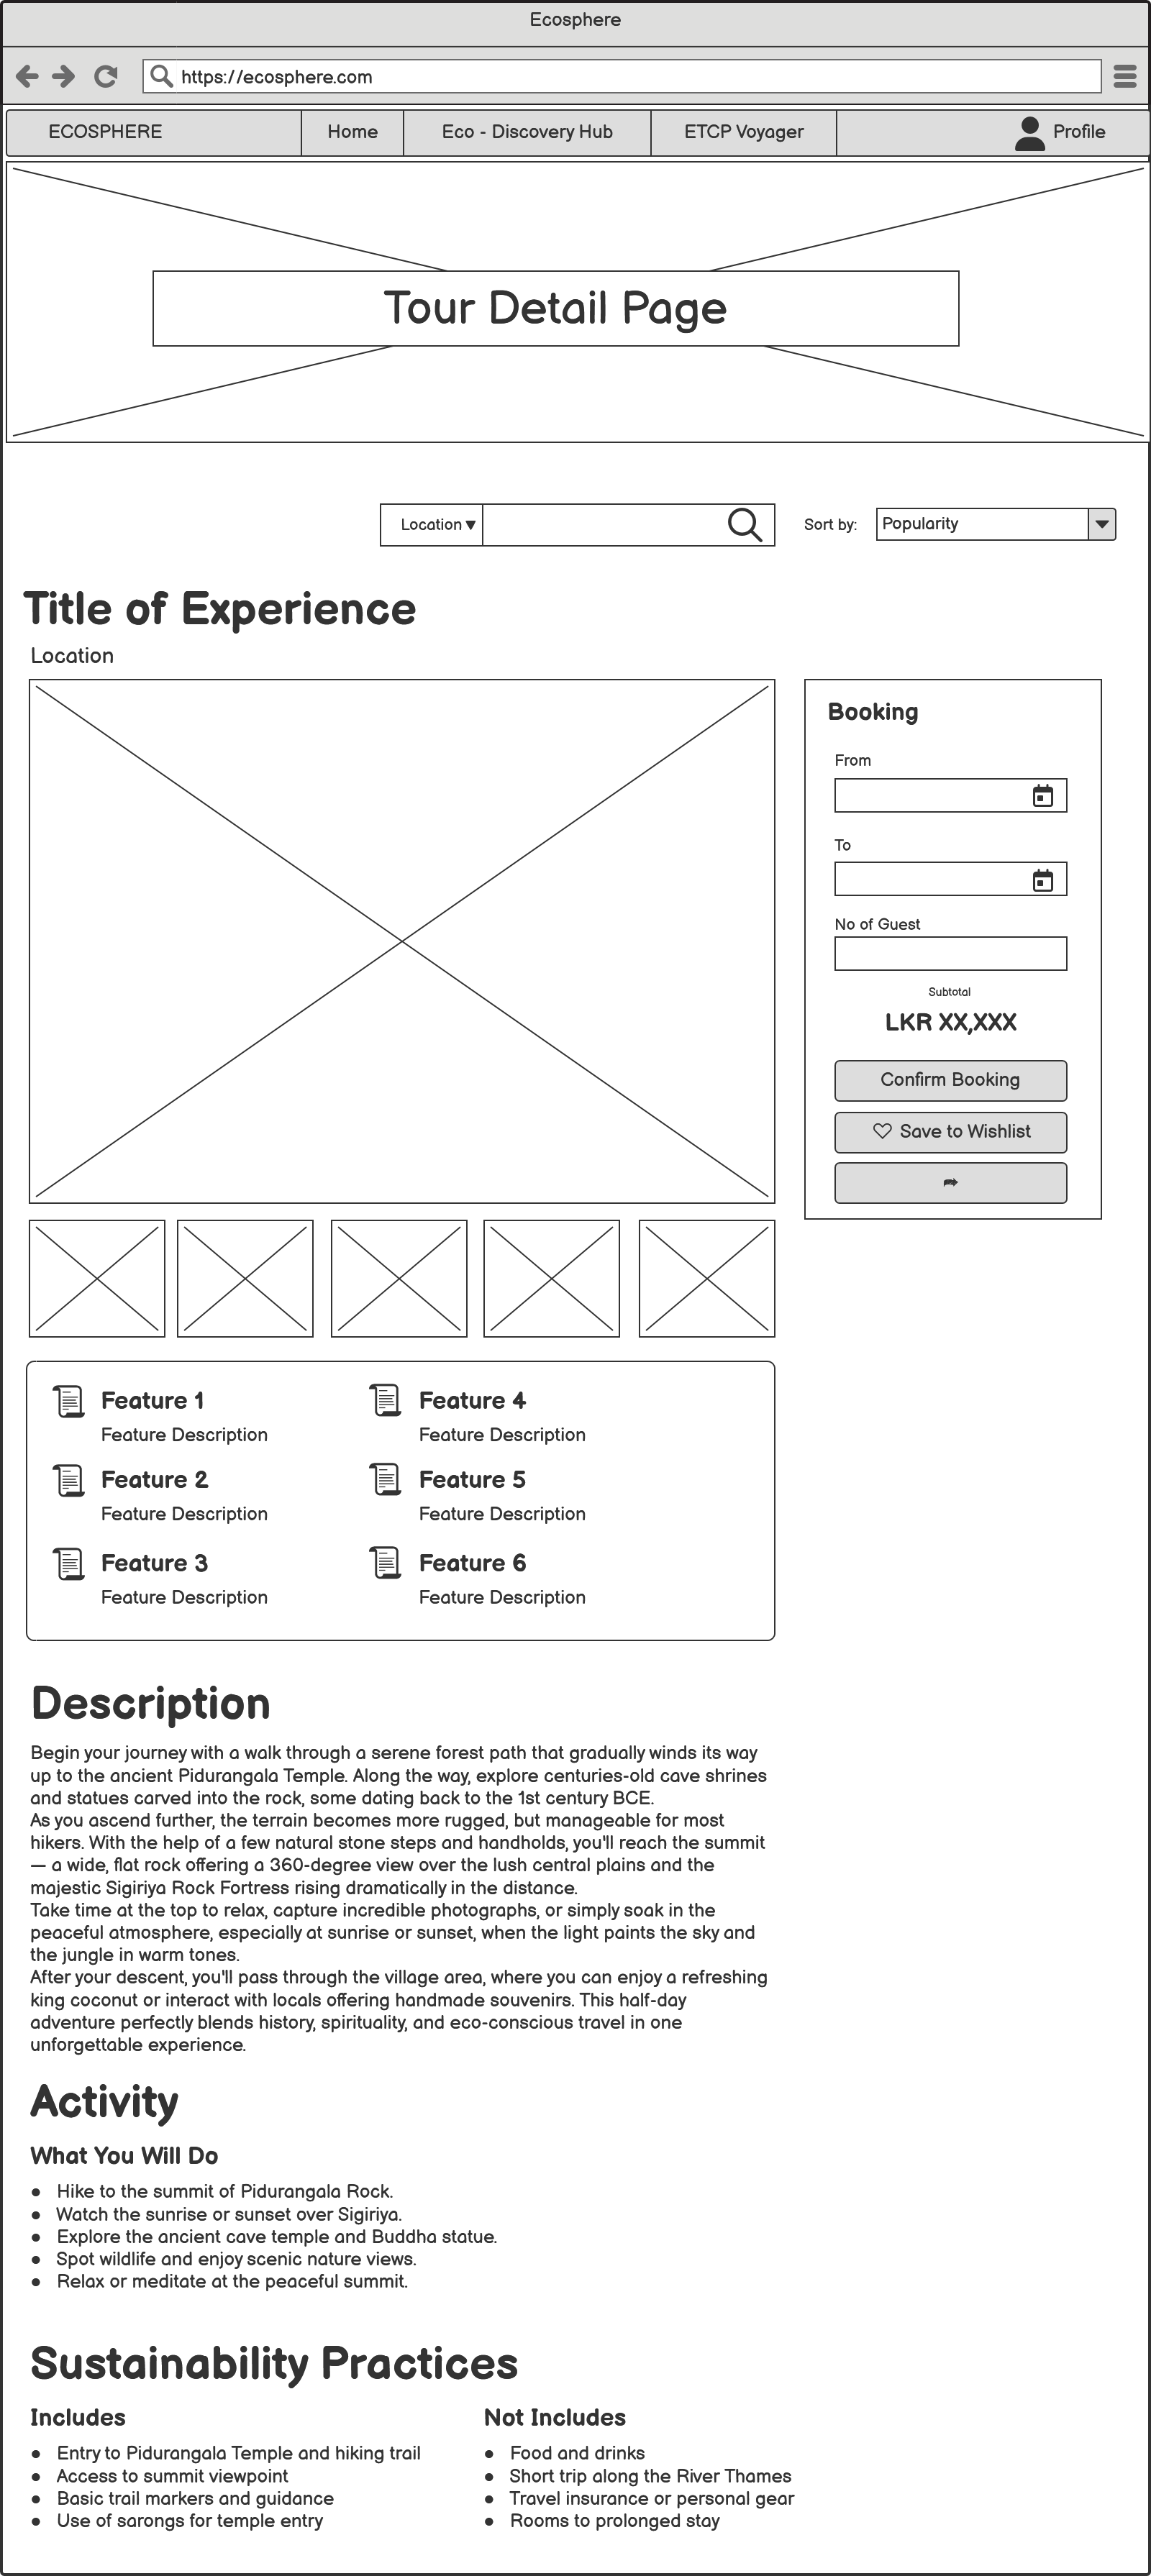 Ecosphere
https://ecosphere.com
ECOSPHERE
Home
Eco - Discovery Hub
ETCP Voyager
Profile
Tour Detail Page
Location
Sort by:
Popularity
Title of Experience
Location
Booking
From
To
No of Guest
Subtotal
LKR XX,XXX
Confirm Booking
Save to Wishlist
Feature 1
Feature Description
Feature 4
Feature Description
Feature 2
Feature Description
Feature 5
Feature Description
Feature 3
Feature Description
Feature 6
Feature Description
Description
Begin your journey with a walk through a serene forest path that gradually winds its way
up to the ancient Pidurangala Temple. Along the way, explore centuries-old cave shrines
and statues carved into the rock, some dating back to the 1st century BCE.
As you ascend further, the terrain becomes more rugged, but manageable for most
hikers. With the help of a few natural stone steps and handholds, you'll reach the summit
— a wide, flat rock offering a 360-degree view over the lush central plains and the
majestic Sigiriya Rock Fortress rising dramatically in the distance.
Take time at the top to relax, capture incredible photographs, or simply soak in the
peaceful atmosphere, especially at sunrise or sunset, when the light paints the sky and
the jungle in warm tones.
After your descent, you'll pass through the village area, where you can enjoy a refreshing
king coconut or interact with locals offering handmade souvenirs. This half-day
adventure perfectly blends history, spirituality, and eco-conscious travel in one
unforgettable experience.
Activity
What You Will Do
● Hike to the summit of Pidurangala Rock.
● Watch the sunrise or sunset over Sigiriya.
● Explore the ancient cave temple and Buddha statue.
● Spot wildlife and enjoy scenic nature views.
● Relax or meditate at the peaceful summit.
Sustainability Practices
Includes
● Entry to Pidurangala Temple and hiking trail
● Access to summit viewpoint
● Basic trail markers and guidance
● Use of sarongs for temple entry
Not Includes
● Food and drinks
● Short trip along the River Thames
● Travel insurance or personal gear
● Rooms to prolonged stay